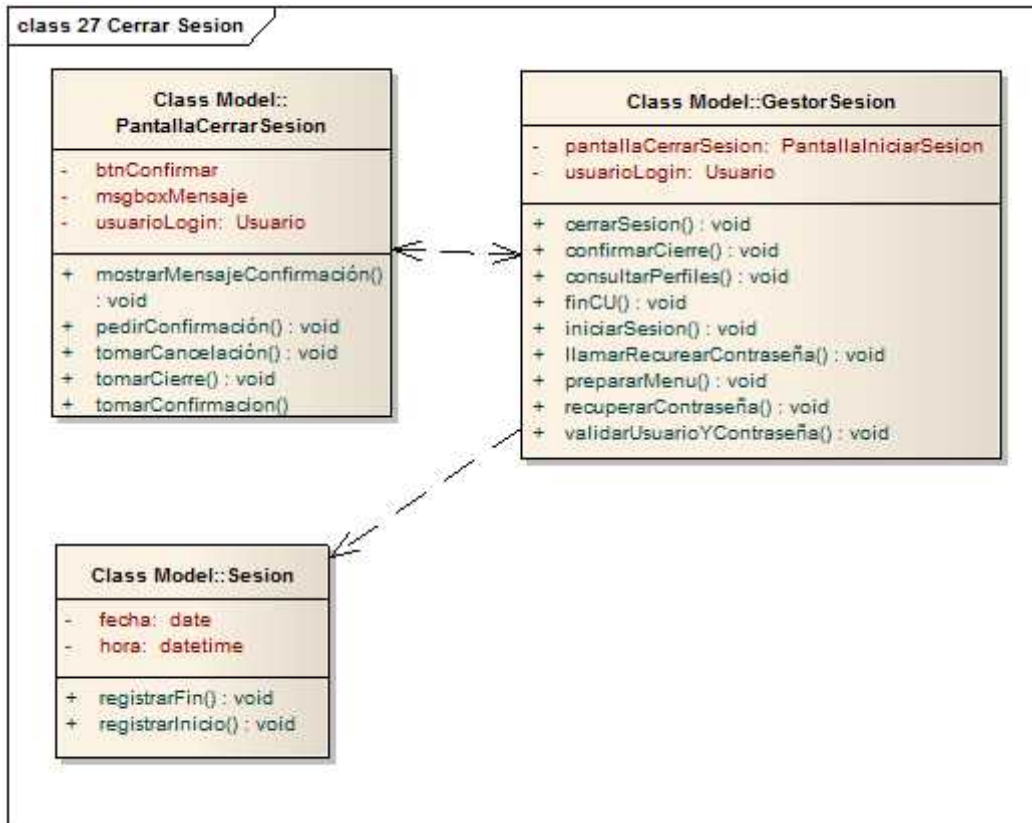 class 27 Cerrar Sesion
Class Model::
PantallaCerrarSesion
- btnConfirmar
- msgboxMensaje
- usuarioLogin: Usuario
+ mostrarMensajeConfirmación()
: void
+ pedirConfirmación() : void
+ tomarCancelación() : void
+ tomarCierre() : void
+ tomarConfirmacion()
Class Model::GestorSesion
- pantallaCerrarSesion: PantallaIniciarSesion
- usuarioLogin: Usuario
+ cerrarSesion() : void
+ confirmarCierre() : void
+ consultarPerfiles() : void
+ finCU() : void
+ iniciarSesion() : void
+ llamarRecurearContraseña() : void
+ prepararMenu() : void
+ recuperarContraseña() : void
+ validarUsuarioYContraseña() : void
Class Model::Sesion
- fecha: date
- hora: datetime
+ registrarFin() : void
+ registrarInicio() : void